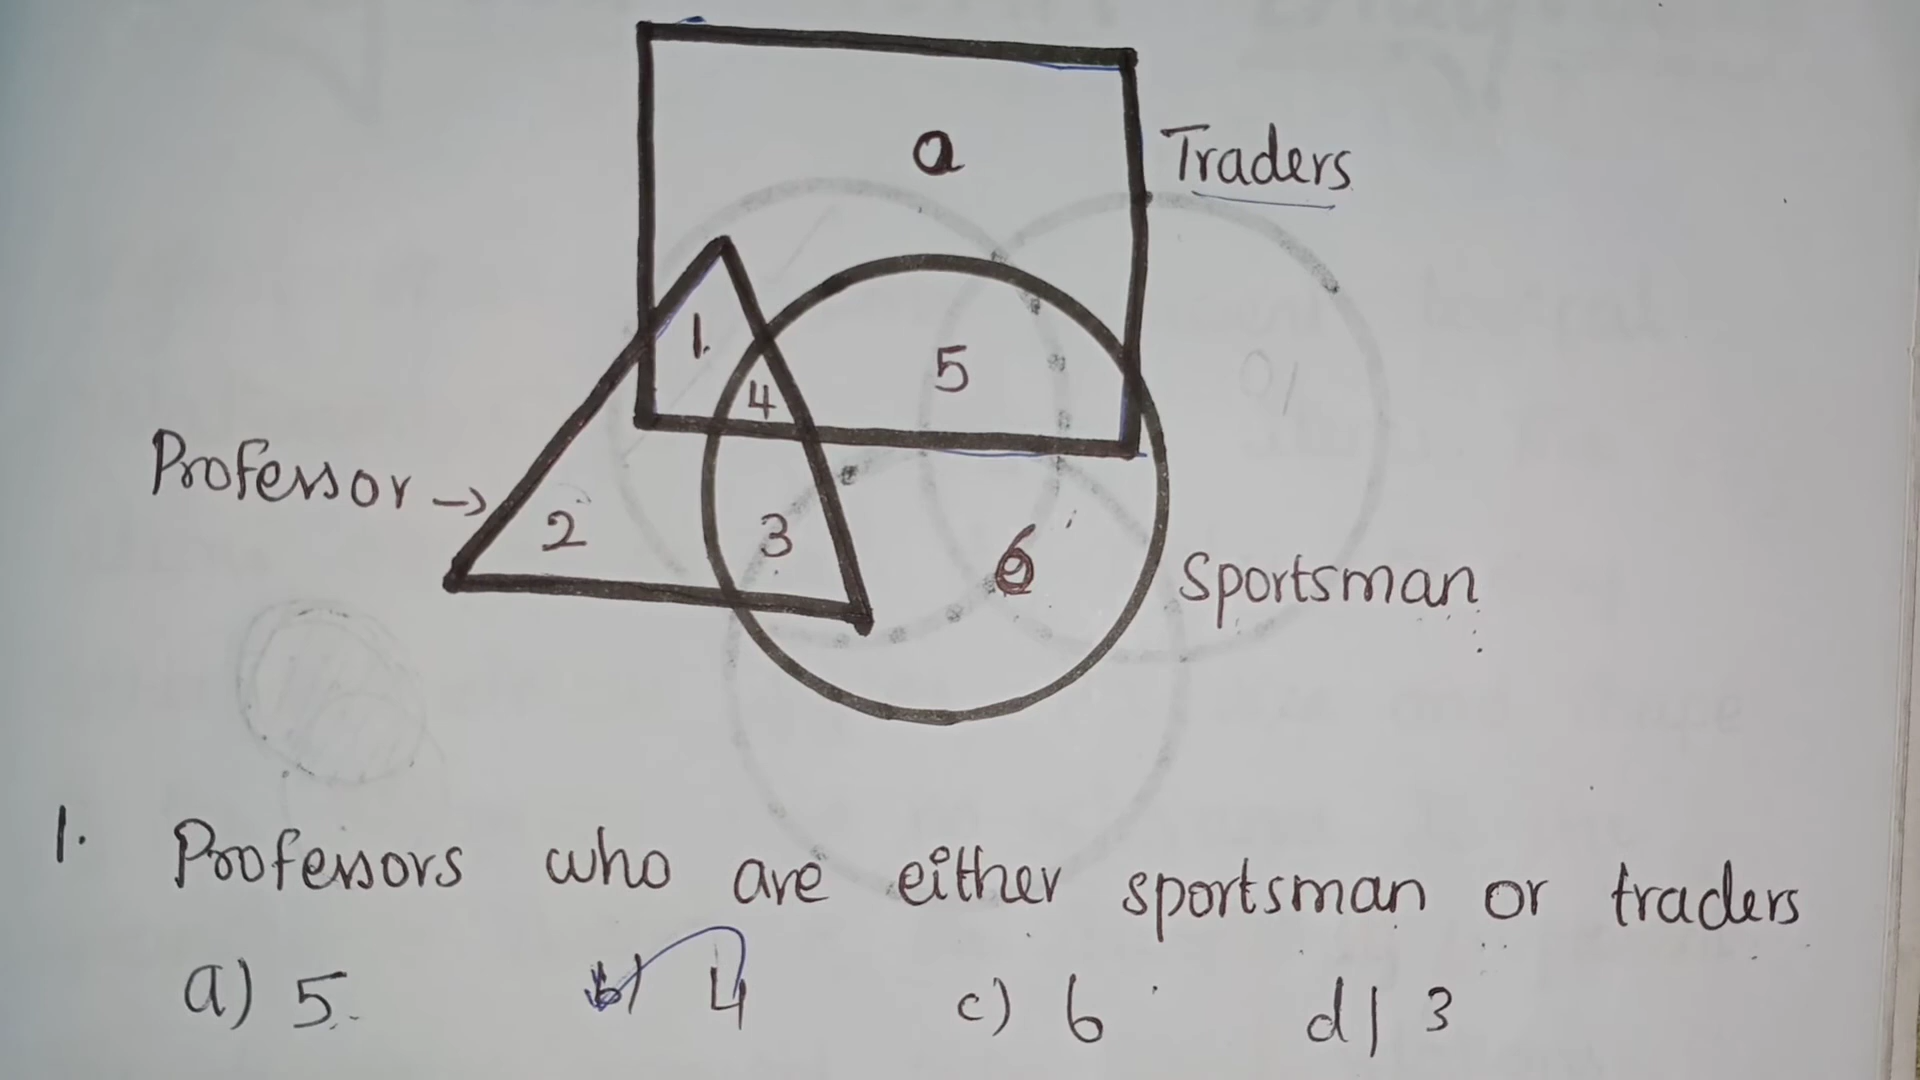 a
Traders
1.
5
4
Professor →
2
3
6
Sportsman
1. Professors who are either sportsman or traders
a) 5. b) 4 c) 6 d) 3